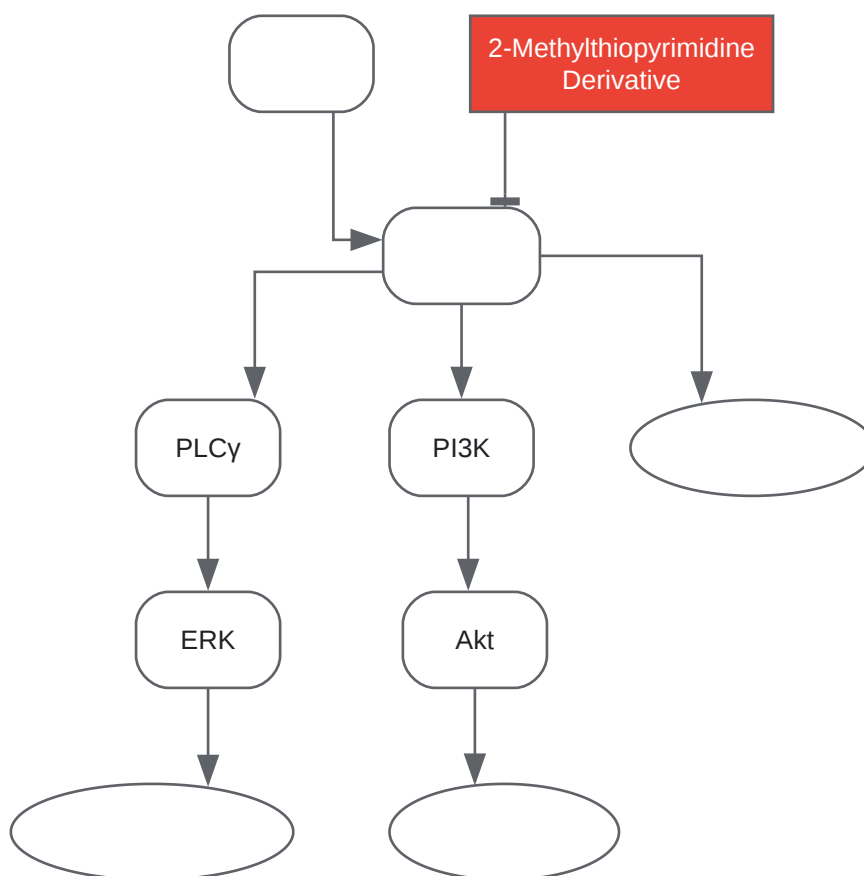 2-Methylthiopyrimidine
Derivative
PLCγ
PI3K
ERK
Akt